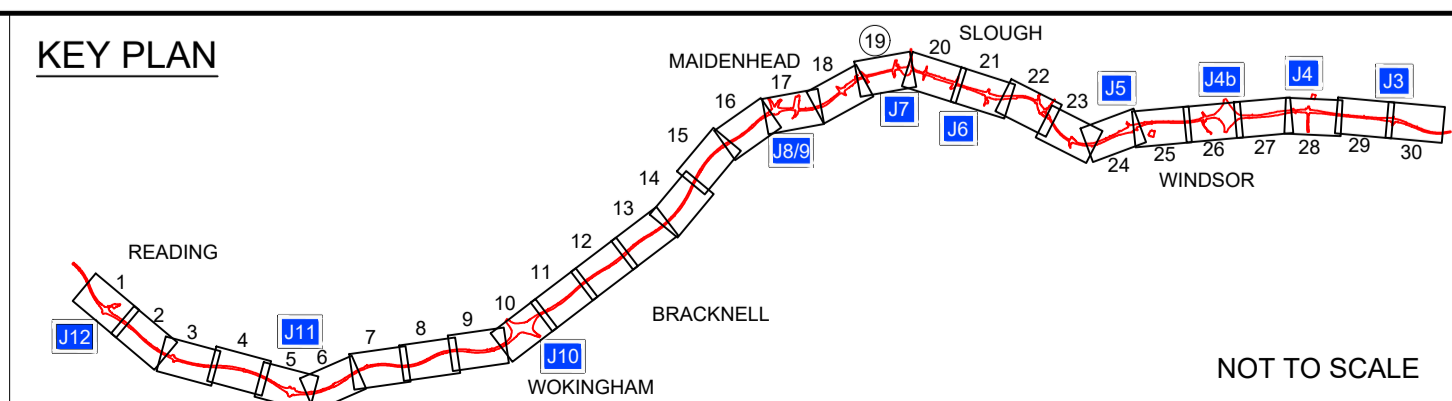 KEY PLAN
SLOUGH
19
20
MAIDENHEAD
21
18
17
22
J4b
J4
J3
J5
16
23
J7
J6
15
J8/9
24
25
26
27
28
29
30
WINDSOR
14
13
READING
12
1
11
BRACKNELL
10
2
9
J12
3
J11
8
4
7
J10
5
6
WOKINGHAM
NOT TO SCALE